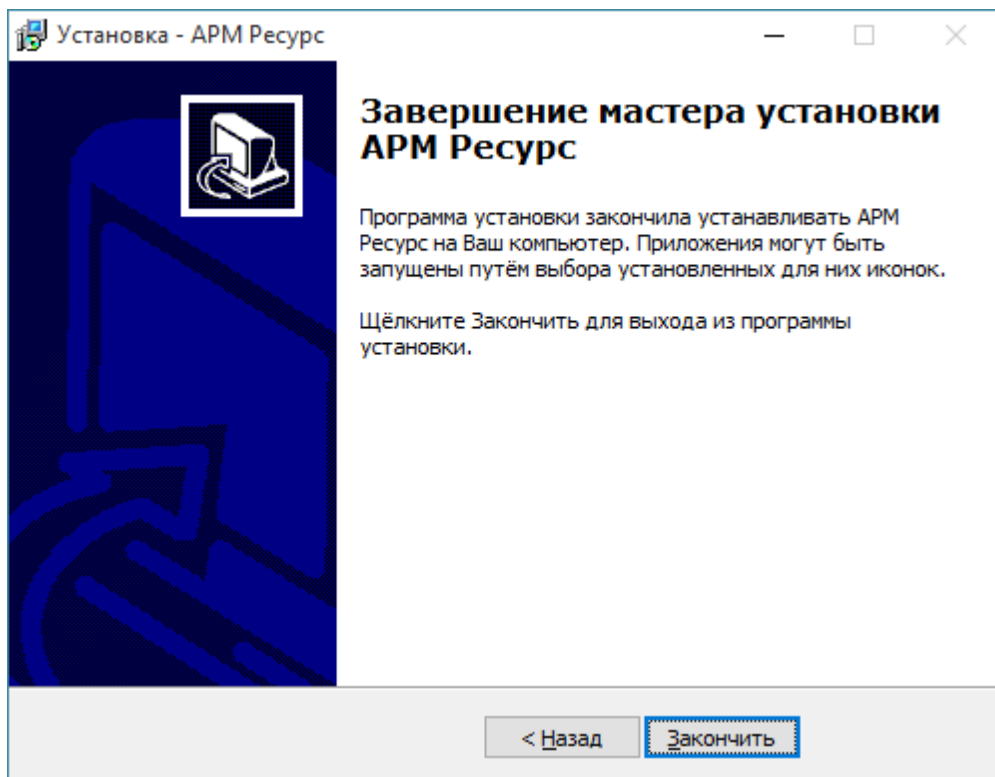 Установка - АРМ Ресурс
Завершение мастера установки
АРМ Ресурс
Программа установки закончила устанавливать АРМ
Ресурс на Ваш компьютер. Приложения могут быть
запущены путём выбора установленных для них иконок.
Щёлкните Закончить для выхода из программы
установки.
< Назад
Закончить